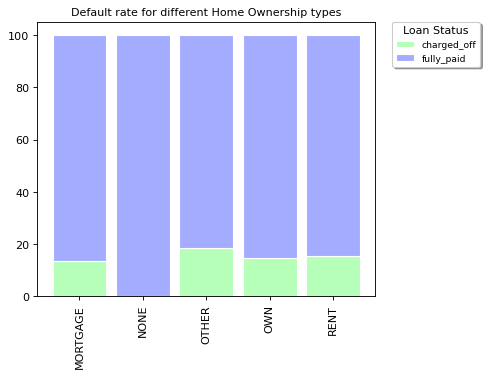 Default rate for different Home Ownership types
Loan Status
charged_off
fully_paid
100
80
60
40
20
0
MORTGAGE
NONE
OTHER
OWN
RENT